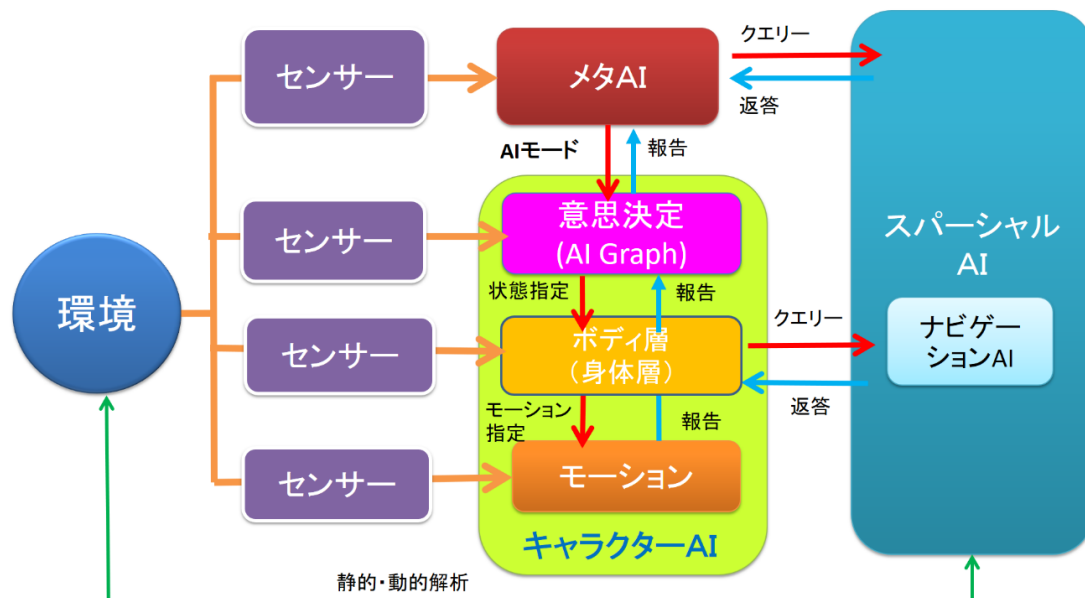 センサー
メタAI
クエリー
返答
AIモード
報告
センサー
意思決定
(AI Graph)
状態指定
報告
環境
センサー
ボディ層
(身体層)
クエリー
返答
モーション
指定
報告
センサー
モーション
キャラクターAI
スパーシャル
AI
ナビゲー
ションAI
静的・動的解析